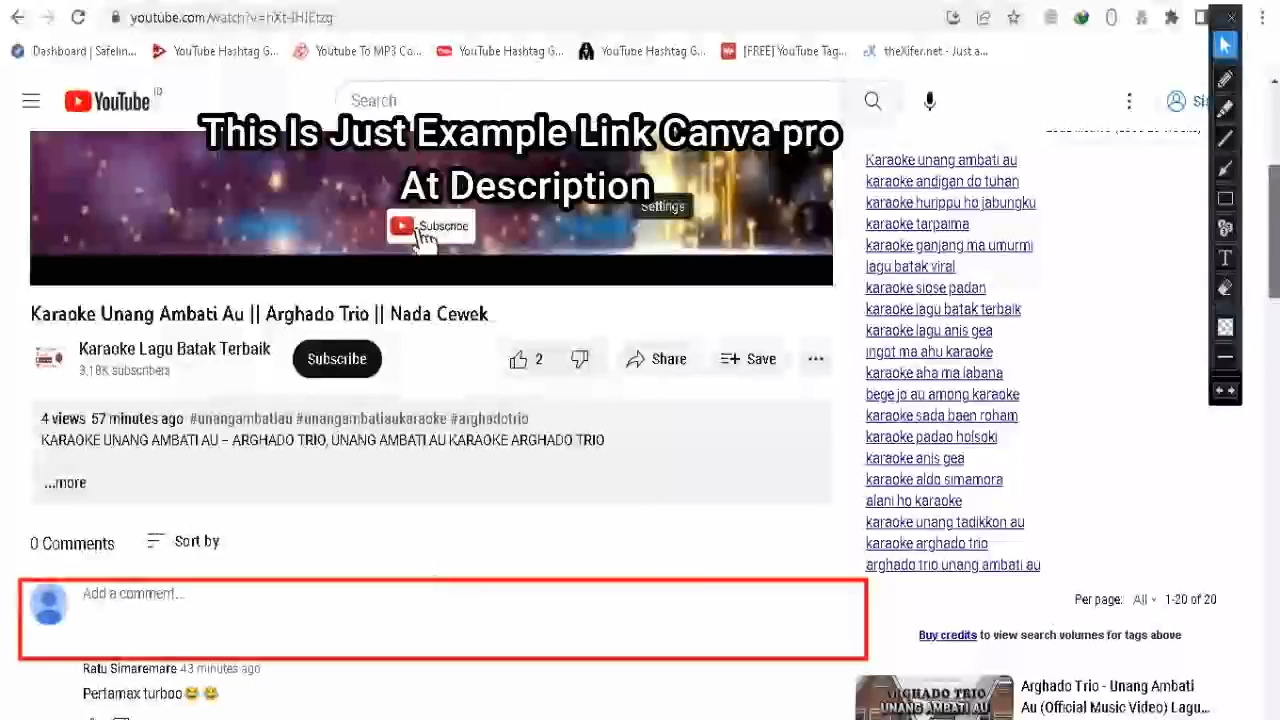 Dashboard | Safelin...
YouTube Hashtag G...
Youtube To MP3 Co...
YouTube Hashtag G...
YouTube Hashtag G...
[FREE] YouTube Tag...
theXifer.net - Just a...
YouTube ID
Search
This Is Just Example Link Canva pro
At Description
Settings
Subscribe
Karaoke Unang Ambati Au || Arghado Trio || Nada Cewek
Karaoke Lagu Batak Terbaik
3.18K subscribers
Subscribe
2
Share
Save
4 views 57 minutes ago #unangambatiau #unangambatiaukaraoke #arghadotrio
KARAOKE UNANG AMBATI AU – ARGHADO TRIO, UNANG AMBATI AU KARAOKE ARGHADO TRIO
...more
0 Comments
Sort by
Add a comment...
Ratu Simaremare 43 minutes ago
Pertamax turboo😂 😂
Karaoke unang ambati au
karaoke andigan do tuhan
karaoke hurippu ho jabungku
karaoke tarpaima
karaoke ganjang ma umurmi
lagu batak viral
karaoke siose padan
karaoke lagu batak terbaik
karaoke lagu anis gea
ingot ma ahu karaoke
karaoke aha ma labana
bege jo au among karaoke
karaoke sada baen roham
karaoke padao holsoki
karaoke anis gea
karaoke aldo simamora
alani ho karaoke
karaoke unang tadikkon au
karaoke arghado trio
arghado trio unang ambati au
Per page: All 1-20 of 20
Buy credits to view search volumes for tags above
ARGHADO TRIO
UNANG AMBATI AU
Arghado Trio - Unang Ambati
Au (Official Music Video) Lagu...